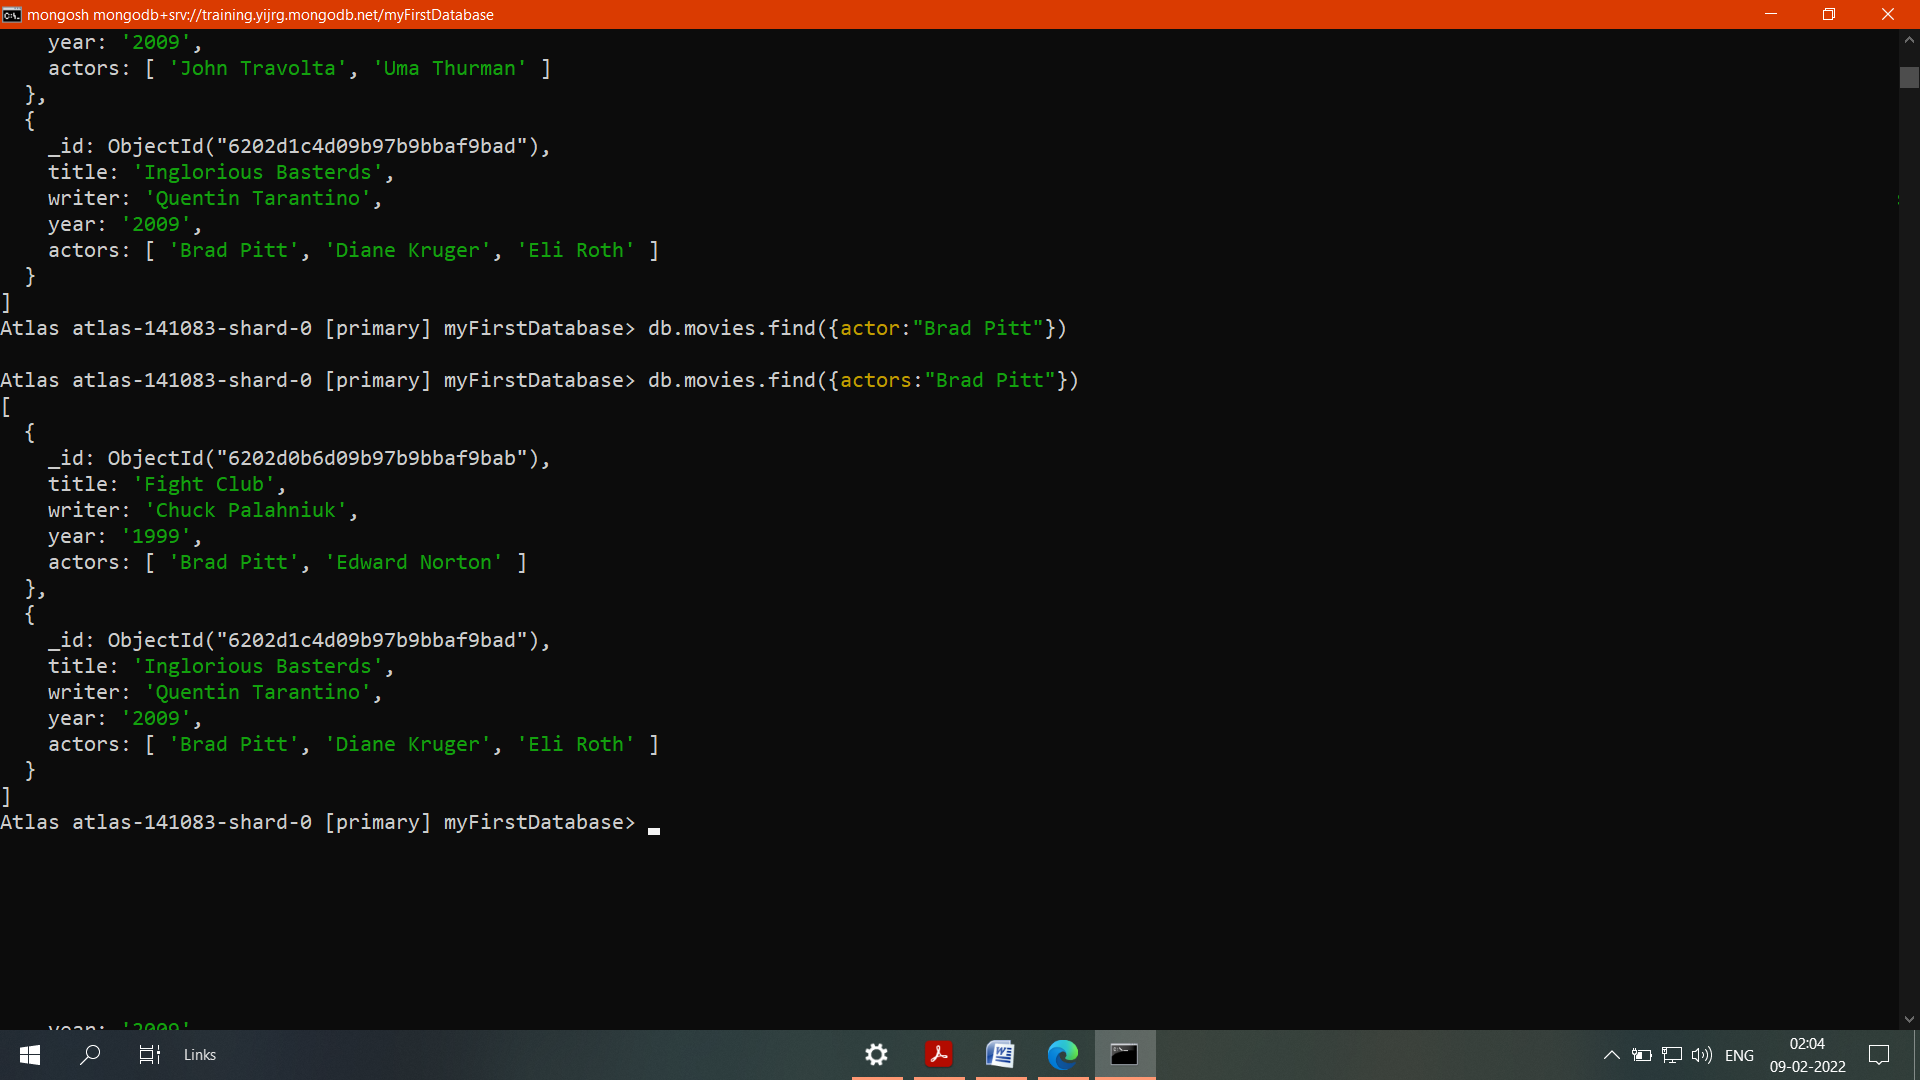 mongosh mongodb+srv://training.yijrg.mongodb.net/myFirstDatabase
    year: '2009',
    actors: [ 'John Travolta', 'Uma Thurman' ]
  },
  {
    _id: ObjectId("6202d1c4d09b97b9bbaf9bad"),
    title: 'Inglorious Basterds',
    writer: 'Quentin Tarantino',
    year: '2009',
    actors: [ 'Brad Pitt', 'Diane Kruger', 'Eli Roth' ]
  }
]
Atlas atlas-141083-shard-0 [primary] myFirstDatabase> db.movies.find({actor:"Brad Pitt"})

Atlas atlas-141083-shard-0 [primary] myFirstDatabase> db.movies.find({actors:"Brad Pitt"})
[
  {
    _id: ObjectId("6202d0b6d09b97b9bbaf9bab"),
    title: 'Fight Club',
    writer: 'Chuck Palahniuk',
    year: '1999',
    actors: [ 'Brad Pitt', 'Edward Norton' ]
  },
  {
    _id: ObjectId("6202d1c4d09b97b9bbaf9bad"),
    title: 'Inglorious Basterds',
    writer: 'Quentin Tarantino',
    year: '2009',
    actors: [ 'Brad Pitt', 'Diane Kruger', 'Eli Roth' ]
  }
]
Atlas atlas-141083-shard-0 [primary] myFirstDatabase>
    year: '2009'
Links
ENG
02:04
09-02-2022